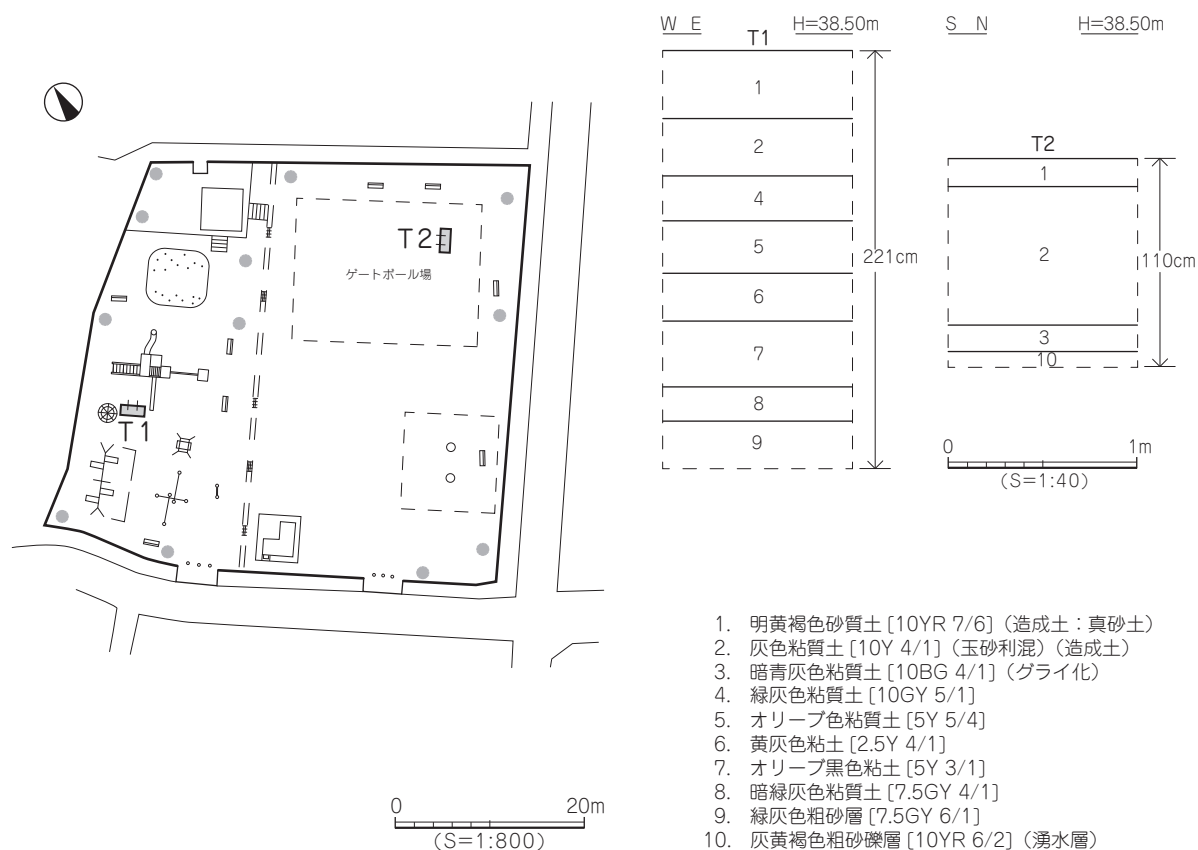 W E
H=38.50m
T1
1
2
4
5
6
7
8
9
221cm
S N
H=38.50m
T2
1
2
3
10
110cm
0 1m
(S=1:40)
T2
ゲートボール場
T1
0 20m
(S=1:800)
1. 明黄褐色砂質土 [10YR 7/6]（造成土：真砂土）
2. 灰色粘質土 [10Y 4/1]（玉砂利混）（造成土）
3. 暗青灰色粘質土 [10BG 4/1]（グライ化）
4. 緑灰色粘質土 [10GY 5/1]
5. オリーブ色粘質土 [5Y 5/4]
6. 黄灰色粘土 [2.5Y 4/1]
7. オリーブ黒色粘土 [5Y 3/1]
8. 暗緑灰色粘質土 [7.5GY 4/1]
9. 緑灰色粗砂層 [7.5GY 6/1]
10. 灰黄褐色粗砂礫層 [10YR 6/2]（湧水層）